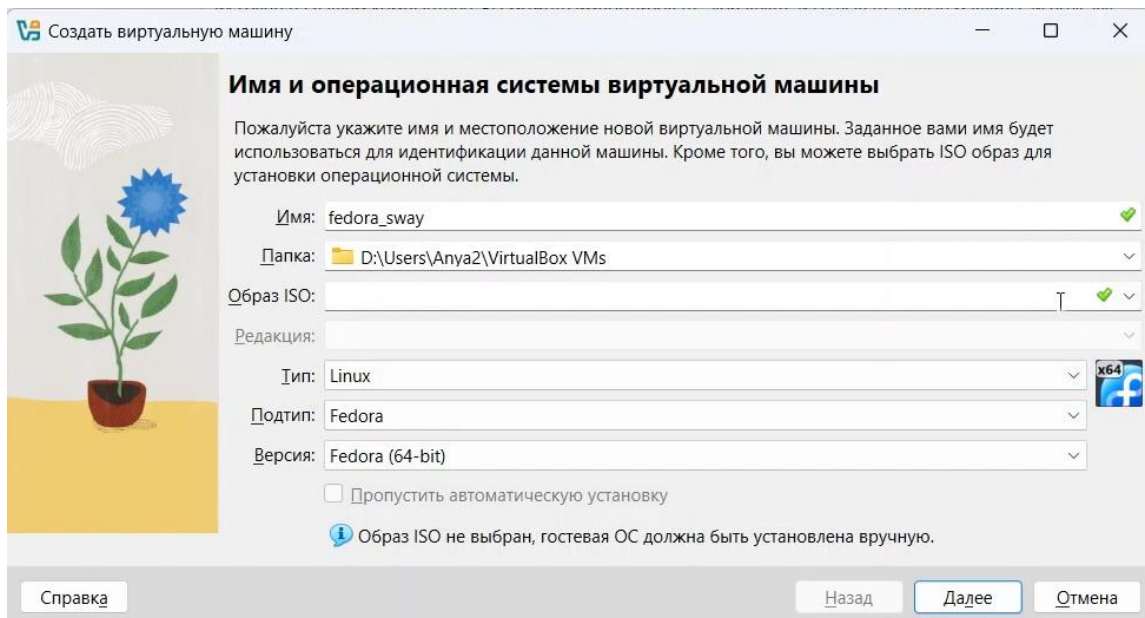 Создать виртуальную машину
Имя и операционная системы виртуальной машины
Пожалуйста укажите имя и местоположение новой виртуальной машины. Заданное вами имя будет
использоваться для идентификации данной машины. Кроме того, вы можете выбрать ISO образ для
установки операционной системы.
Имя: fedora_sway
Папка: D:\Users\Anya2\VirtualBox VMs
Образ ISO:
Редакция:
Тип: Linux
x64
Подтип: Fedora
Версия: Fedora (64-bit)
Пропустить автоматическую установку
Образ ISO не выбран, гостевая ОС должна быть установлена вручную.
Справка Назад Далее Отмена